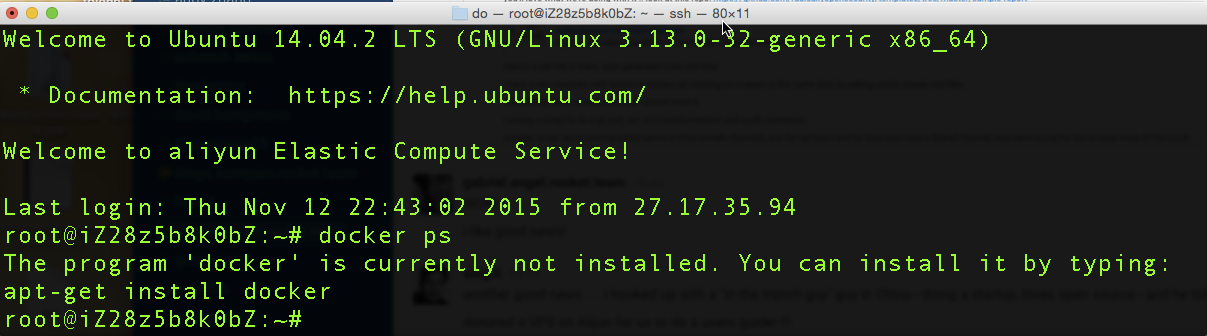 do — root@iZ28z5b8k0bZ: ~ — ssh — 80×11
Welcome to Ubuntu 14.04.2 LTS (GNU/Linux 3.13.0-32-generic x86_64)
* Documentation:  https://help.ubuntu.com/
Welcome to aliyun Elastic Compute Service!
Last login: Thu Nov 12 22:43:02 2015 from 27.17.35.94
root@iZ28z5b8k0bZ:~# docker ps
The program 'docker' is currently not installed. You can install it by typing:
apt-get install docker
root@iZ28z5b8k0bZ:~#